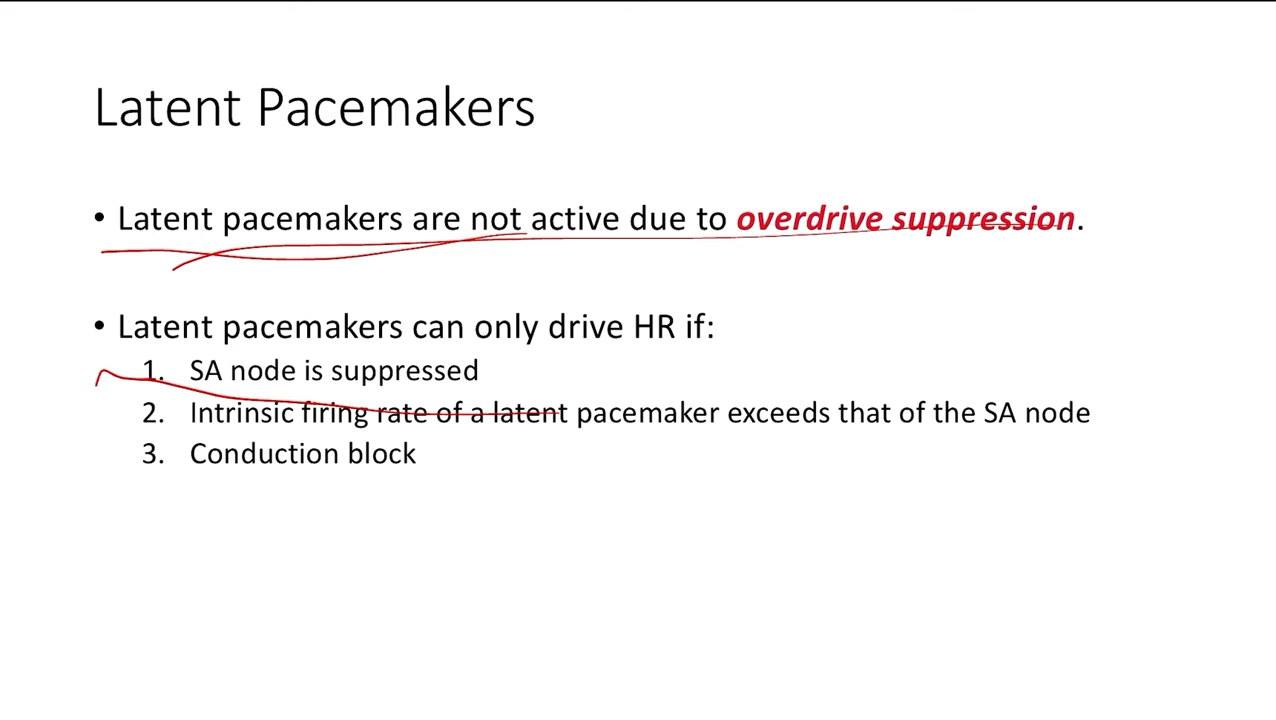 Latent Pacemakers
• Latent pacemakers are not active due to overdrive suppression.
• Latent pacemakers can only drive HR if:
1. SA node is suppressed
2. Intrinsic firing rate of a latent pacemaker exceeds that of the SA node
3. Conduction block